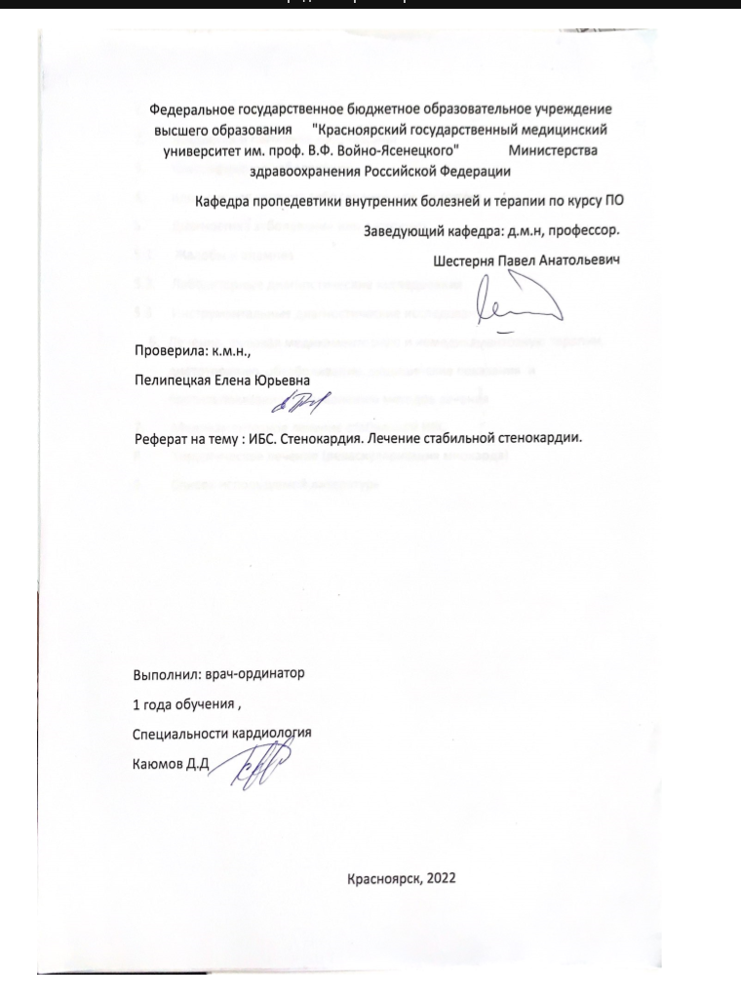 Федеральное государственное бюджетное образовательное учреждение
высшего образования "Красноярский государственный медицинский
университет им. проф. В.Ф. Войно-Ясенецкого" Министерства
здравоохранения Российской Федерации
Кафедра пропедевтики внутренних болезней и терапии по курсу ПО
Заведующий кафедра: д.м.н, профессор.
Шестерня Павел Анатольевич
Проверила: к.м.н.,
Пелипецкая Елена Юрьевна
Реферат на тему : ИБС. Стенокардия. Лечение стабильной стенокардии.
Выполнил: врач-ординатор
1 года обучения ,
Специальности кардиология
Каюмов Д.Д
Красноярск, 2022